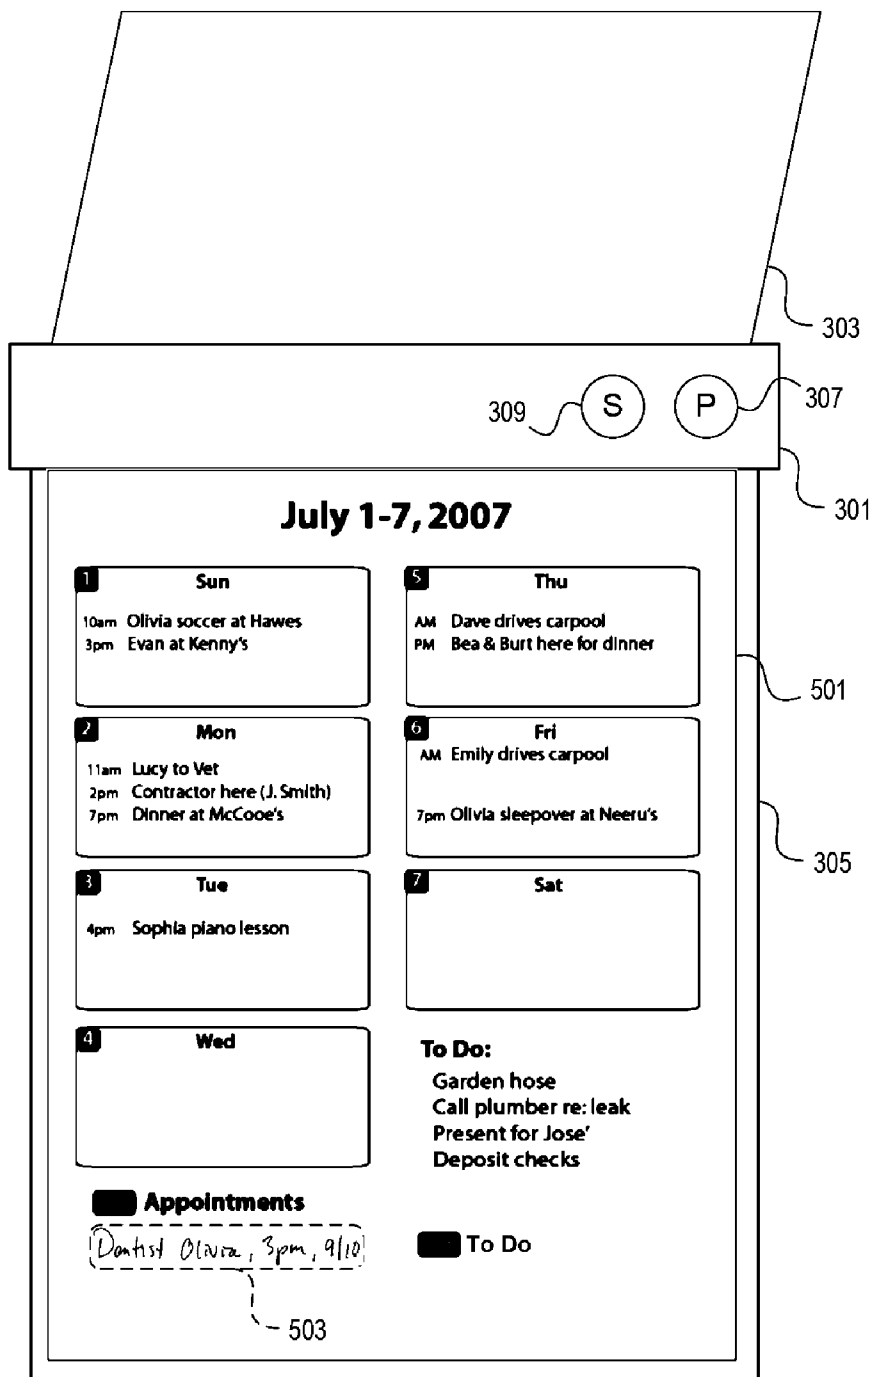 303
S
P
307
309
301
July 1-7, 2007
1
Sun
10am Olivia soccer at Hawes
3pm Evan at Kenny's
2
Mon
11am Lucy to Vet
2pm Contractor here (J. Smith)
7pm Dinner at McCooe's
3
Tue
4pm Sophia piano lesson
4
Wed
5
Thu
AM Dave drives carpool
PM Bea & Burt here for dinner
6
Fri
AM Emily drives carpool
7pm Olivia sleepover at Neeru's
7
Sat
To Do:
Garden hose
Call plumber re: leak
Present for Jose'
Deposit checks
Appointments
Dentist Olivia, 3pm, 9/10
To Do
501
305
503